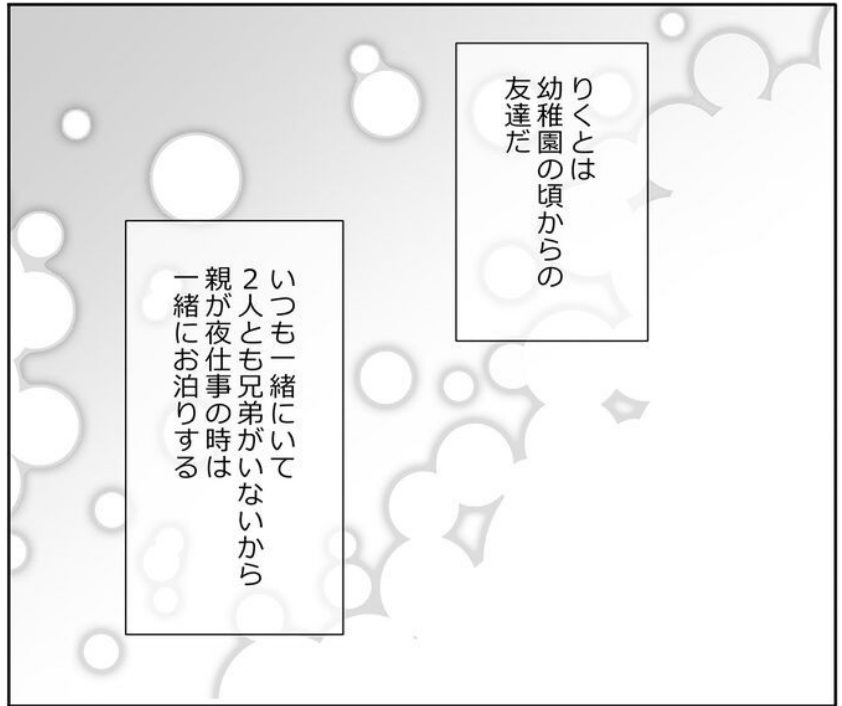 りくとは
幼稚園の頃からの
友達だ
いつも一緒にいて
2人とも兄弟がいないから
親が夜仕事の時は
一緒にお泊りする